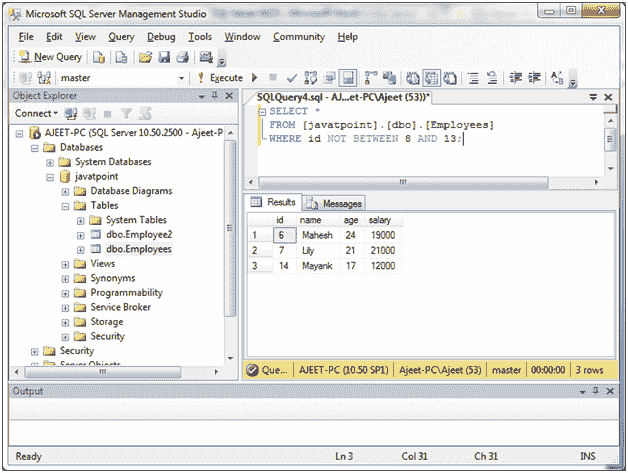 Microsoft SQL Server Management Studio
File Edit View Query Debug Tools Window Community Help
New Query
master Execute
Object Explorer
Connect
AJEET-PC (SQL Server 10.50.2500 - Ajeet-P
Databases
System Databases
javatpoint
Database Diagrams
Tables
System Tables
dbo.Employee2
dbo.Employees
Views
Synonyms
Programmability
Service Broker
Storage
Security
Security
Server Objects
SQLQuery4.sql - AJ...et-PC\Ajeet (53))*
SELECT *
FROM [javatpoint].[dbo].[Employees]
WHERE id NOT BETWEEN 8 AND 13;
Results Messages
id name age salary
1 6 Mahesh 24 19000
2 7 Lily 21 21000
3 14 Mayank 17 12000
Que... AJEET-PC (10.50 SP1) Ajeet-PC\Ajeet (53) master 00:00:00 3 rows
Output
Ready Ln 3 Col 31 Ch 31 INS